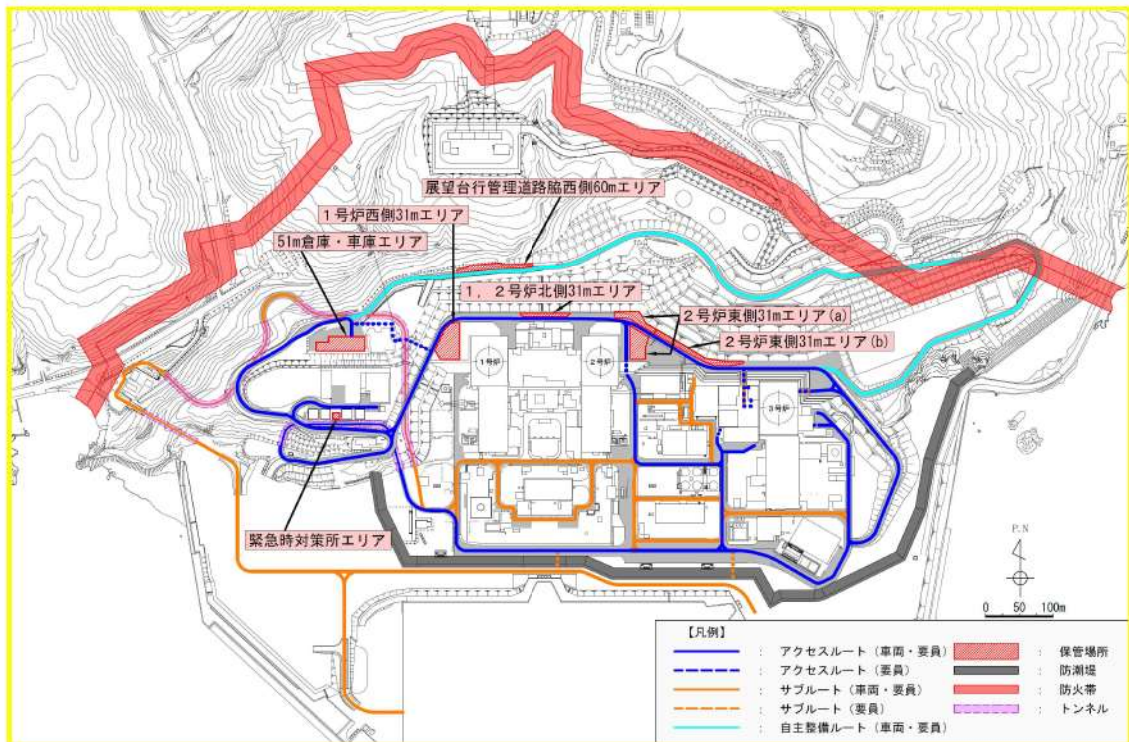 展望台行管理道路脇西側60mエリア
1号炉西側31mエリア
51m倉庫・車庫エリア
1,2号炉北側31mエリア
2号炉東側31mエリア(a)
2号炉東側31mエリア(b)
1号炉
2号炉
3号炉
緊急時対策所エリア
P.N
0 50 100m
【凡例】
: アクセスルート(車両・要員)
: アクセスルート(要員)
: サブルート(車両・要員)
: サブルート(要員)
: 自主整備ルート(車両・要員)
: 保管場所
: 防潮堤
: 防火帯
: トンネル